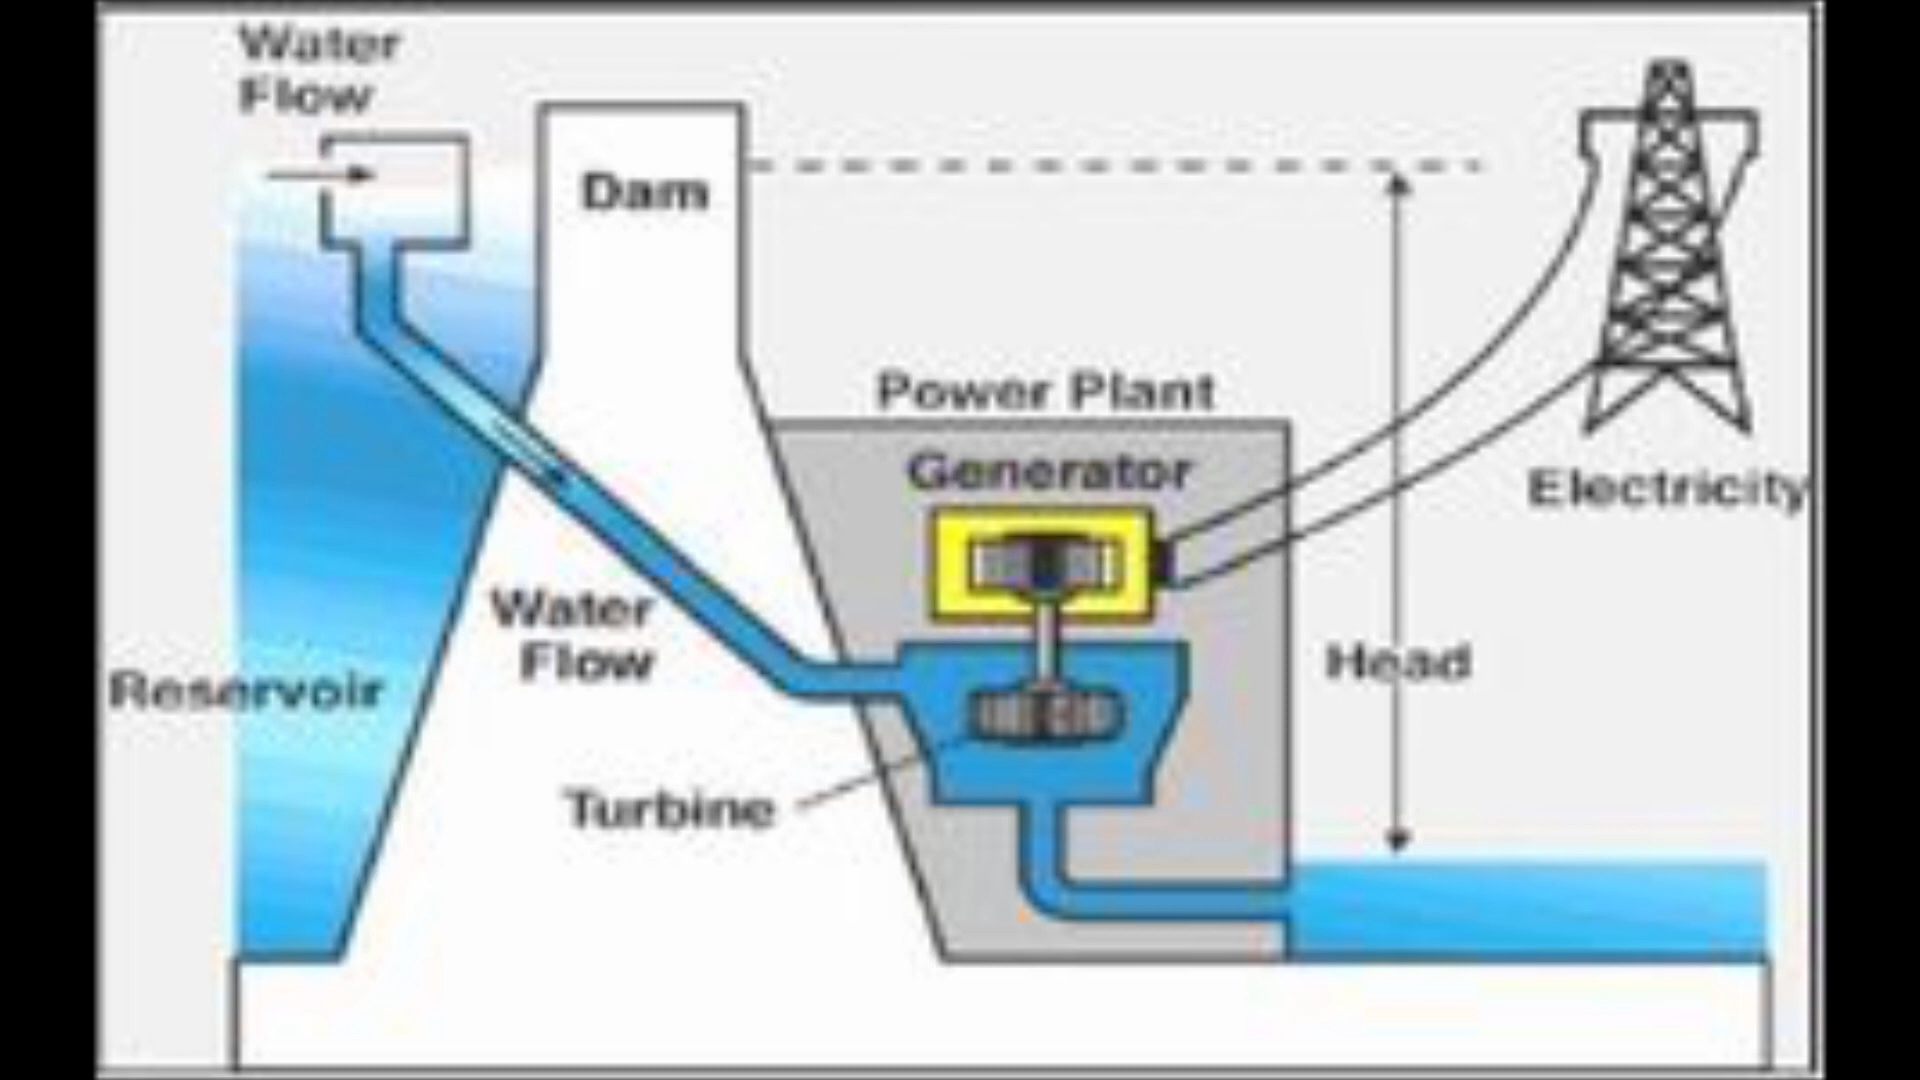 Water
Flow
Dam
Power Plant
Generator
Electricity
Water
Flow
Head
Reservoir
Turbine